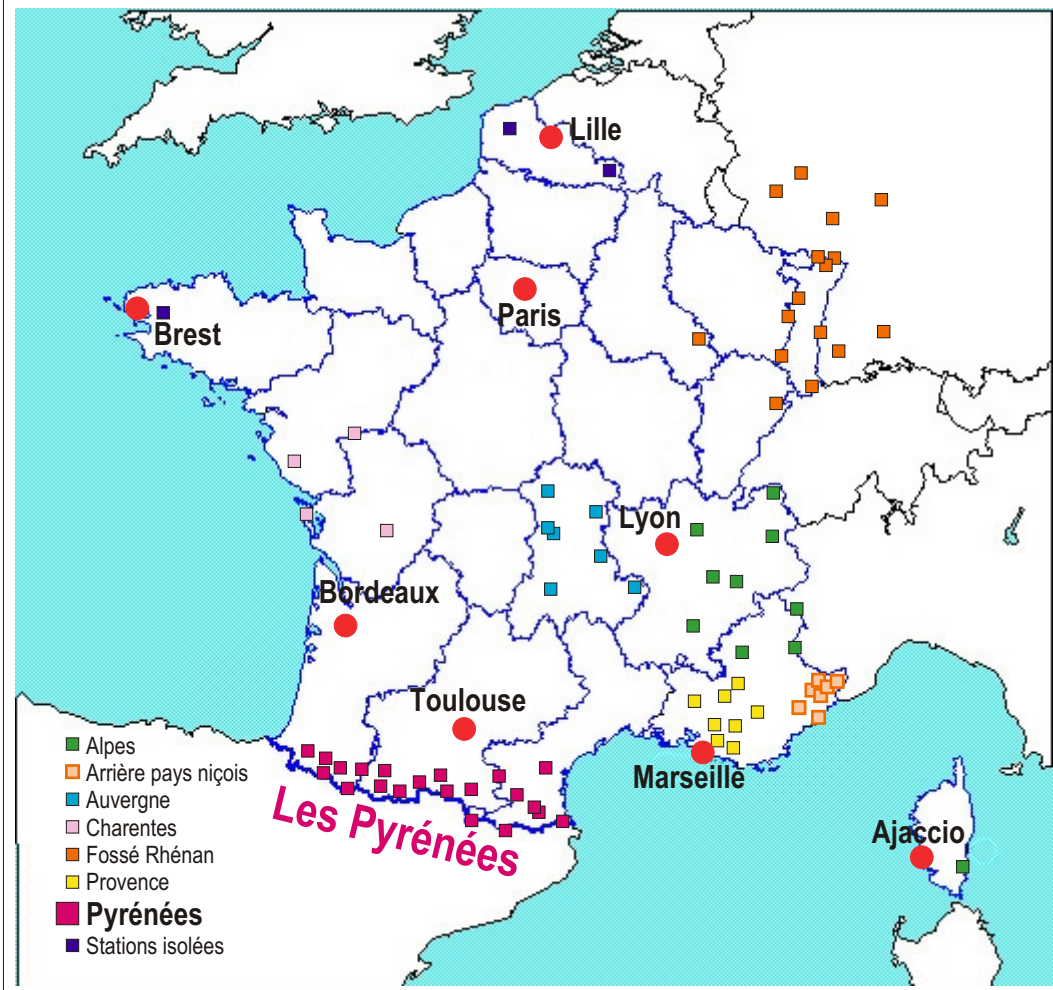 Lille
Paris
Brest
Lyon
Bordeaux
Toulouse
Marseille
Les Pyrénées
Ajaccio
Alpes
Arrière pays niçois
Auvergne
Charentes
Fossé Rhénan
Provence
Pyrénées
Stations isolées